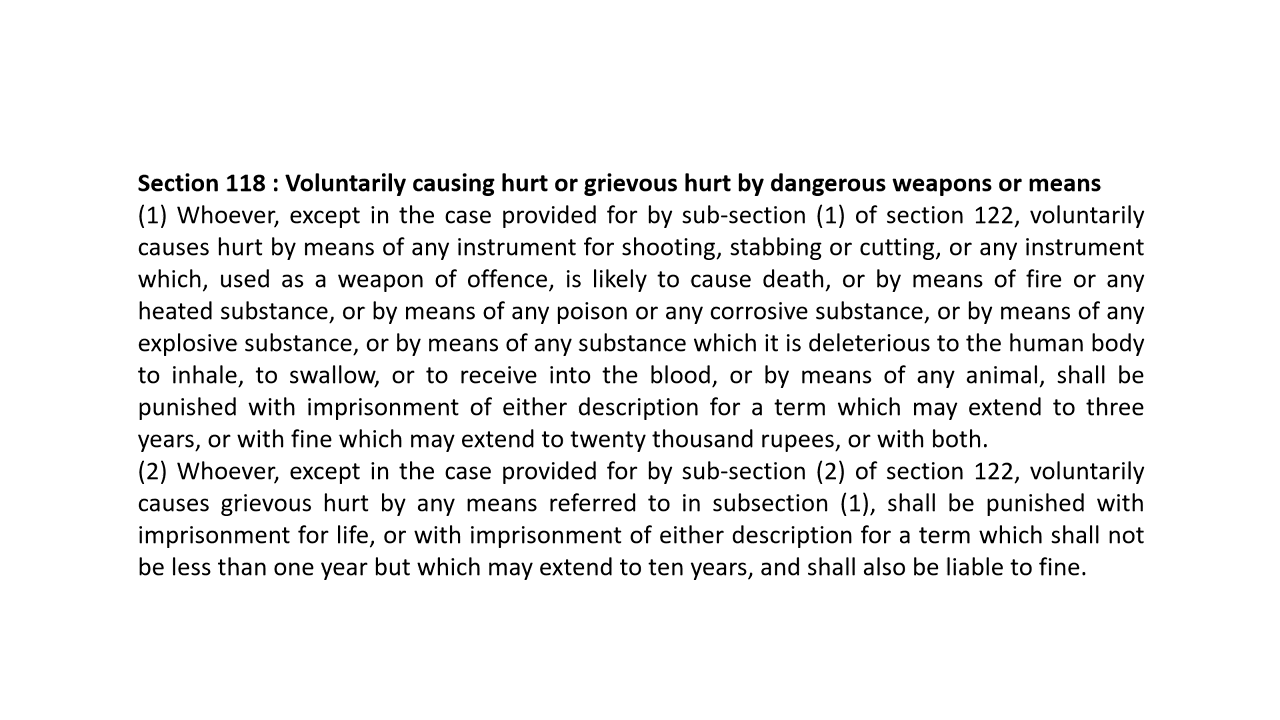 Section 118 : Voluntarily causing hurt or grievous hurt by dangerous weapons or means
(1) Whoever, except in the case provided for by sub-section (1) of section 122, voluntarily
causes hurt by means of any instrument for shooting, stabbing or cutting, or any instrument
which, used as a weapon of offence, is likely to cause death, or by means of fire or any
heated substance, or by means of any poison or any corrosive substance, or by means of any
explosive substance, or by means of any substance which it is deleterious to the human body
to inhale, to swallow, or to receive into the blood, or by means of any animal, shall be
punished with imprisonment of either description for a term which may extend to three
years, or with fine which may extend to twenty thousand rupees, or with both.
(2) Whoever, except in the case provided for by sub-section (2) of section 122, voluntarily
causes grievous hurt by any means referred to in subsection (1), shall be punished with
imprisonment for life, or with imprisonment of either description for a term which shall not
be less than one year but which may extend to ten years, and shall also be liable to fine.